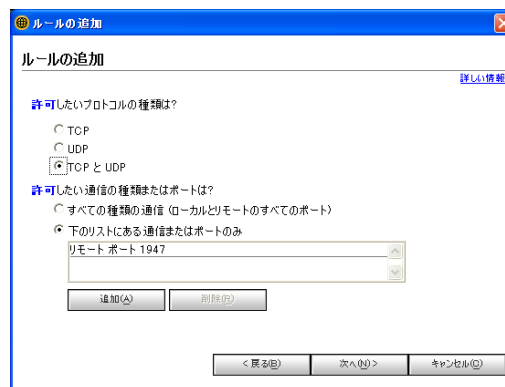 ルールの追加
ルールの追加
詳しい情報
許可したいプロトコルの種類は?
TCP
UDP
TCP と UDP
許可したい通信の種類またはポートは?
すべての種類の通信 (ローカルとリモートのすべてのポート)
下のリストにある通信またはポートのみ
リモート ポート 1947
追加(A) 削除(R)
< 戻る(B) 次へ(N) > キャンセル(C)